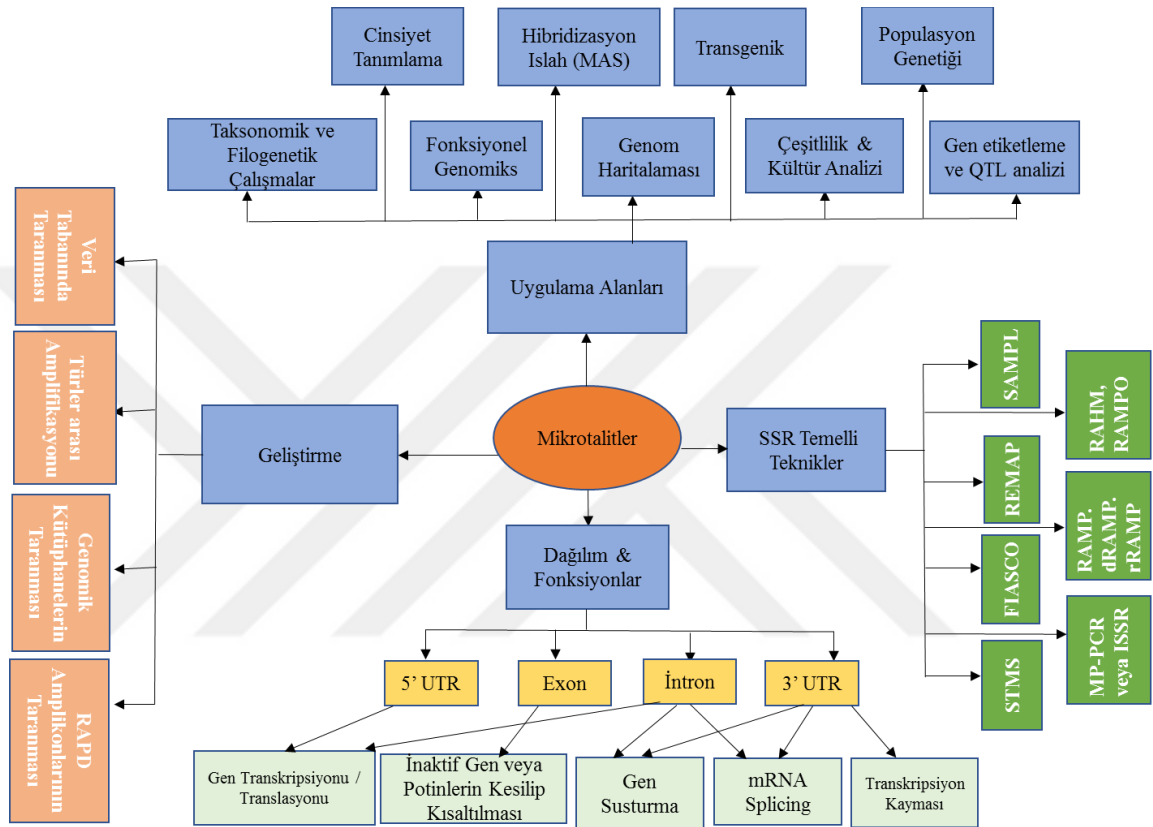 Cinsiyet
Tanımlama
Hibridizasyon
Islah (MAS)
Transgenik
Populasyon
Genetiği
Taksonomik ve
Filogenetik
Çalışmalar
Fonksiyonel
Genomiks
Genom
Haritalaması
Çeşitlilik &
Kültür Analizi
Gen etiketleme
ve QTL analizi
Uygulama Alanları
Veri
Tabanında
Taranması
Türler arası
Amplifikasyonu
Genomik
Kütüphanelerin
Taranması
RAPD
Amplikonlarının
Taranması
Geliştirme
Mikrotalitler
SSR Temelli
Teknikler
SAMPL
RAHM,
RAMPO
REMAP
RAMP.
dRAMP.
rRAMP
FIASCO
MP-PCR
veya ISSR
STMS
Dağılım &
Fonksiyonlar
5’ UTR
Exon
İntron
3’ UTR
Gen Transkripsiyonu /
Translasyonu
İnaktif Gen veya
Potinlerin Kesilip
Kısaltılması
Gen
Susturma
mRNA
Splicing
Transkripsiyon
Kayması